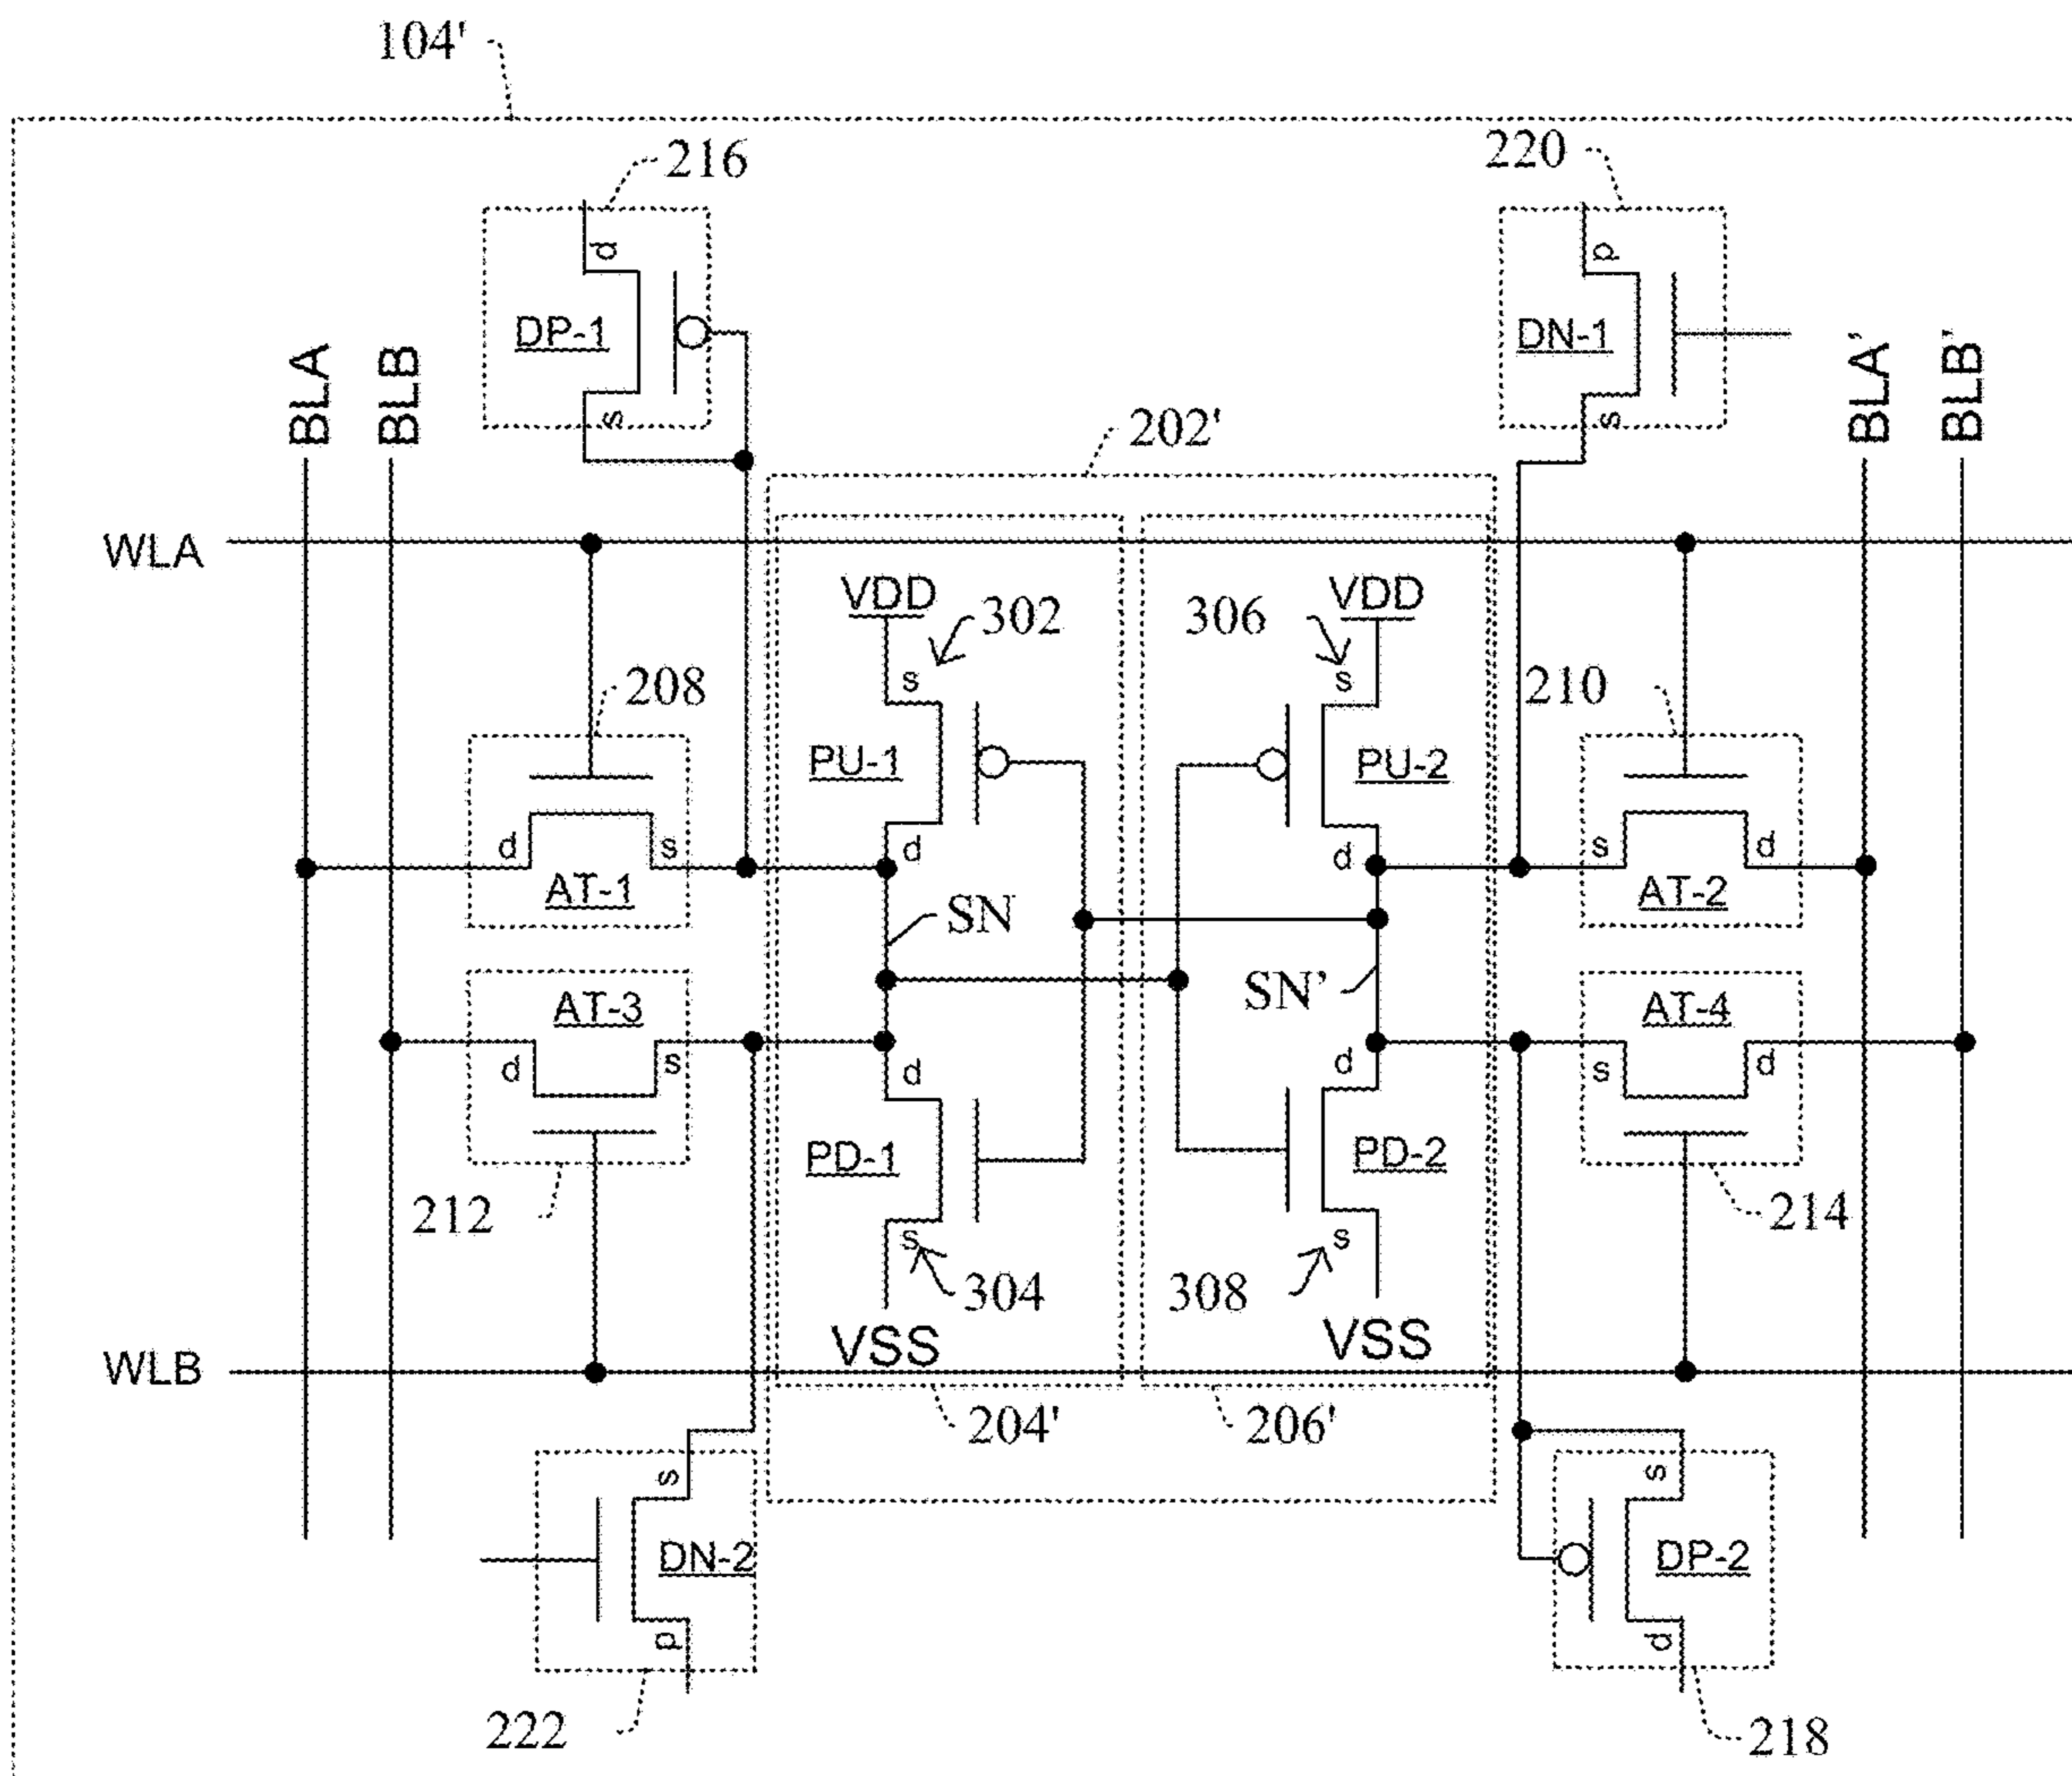 104'
216
220
d
d
DP-1
DN-1
s
s
BLA
BLB
BLA'
BLB'
202'
WLA
VDD
302
306
VDD
s
s
208
210
PU-1
PU-2
d
s
d
d
s
d
AT-1
AT-2
SN
SN'
AT-3
AT-4
d
s
d
d
s
d
PD-1
PD-2
212
214
s
s
304
308
VSS
VSS
WLB
204'
206'
s
s
DN-2
DP-2
d
d
222
218